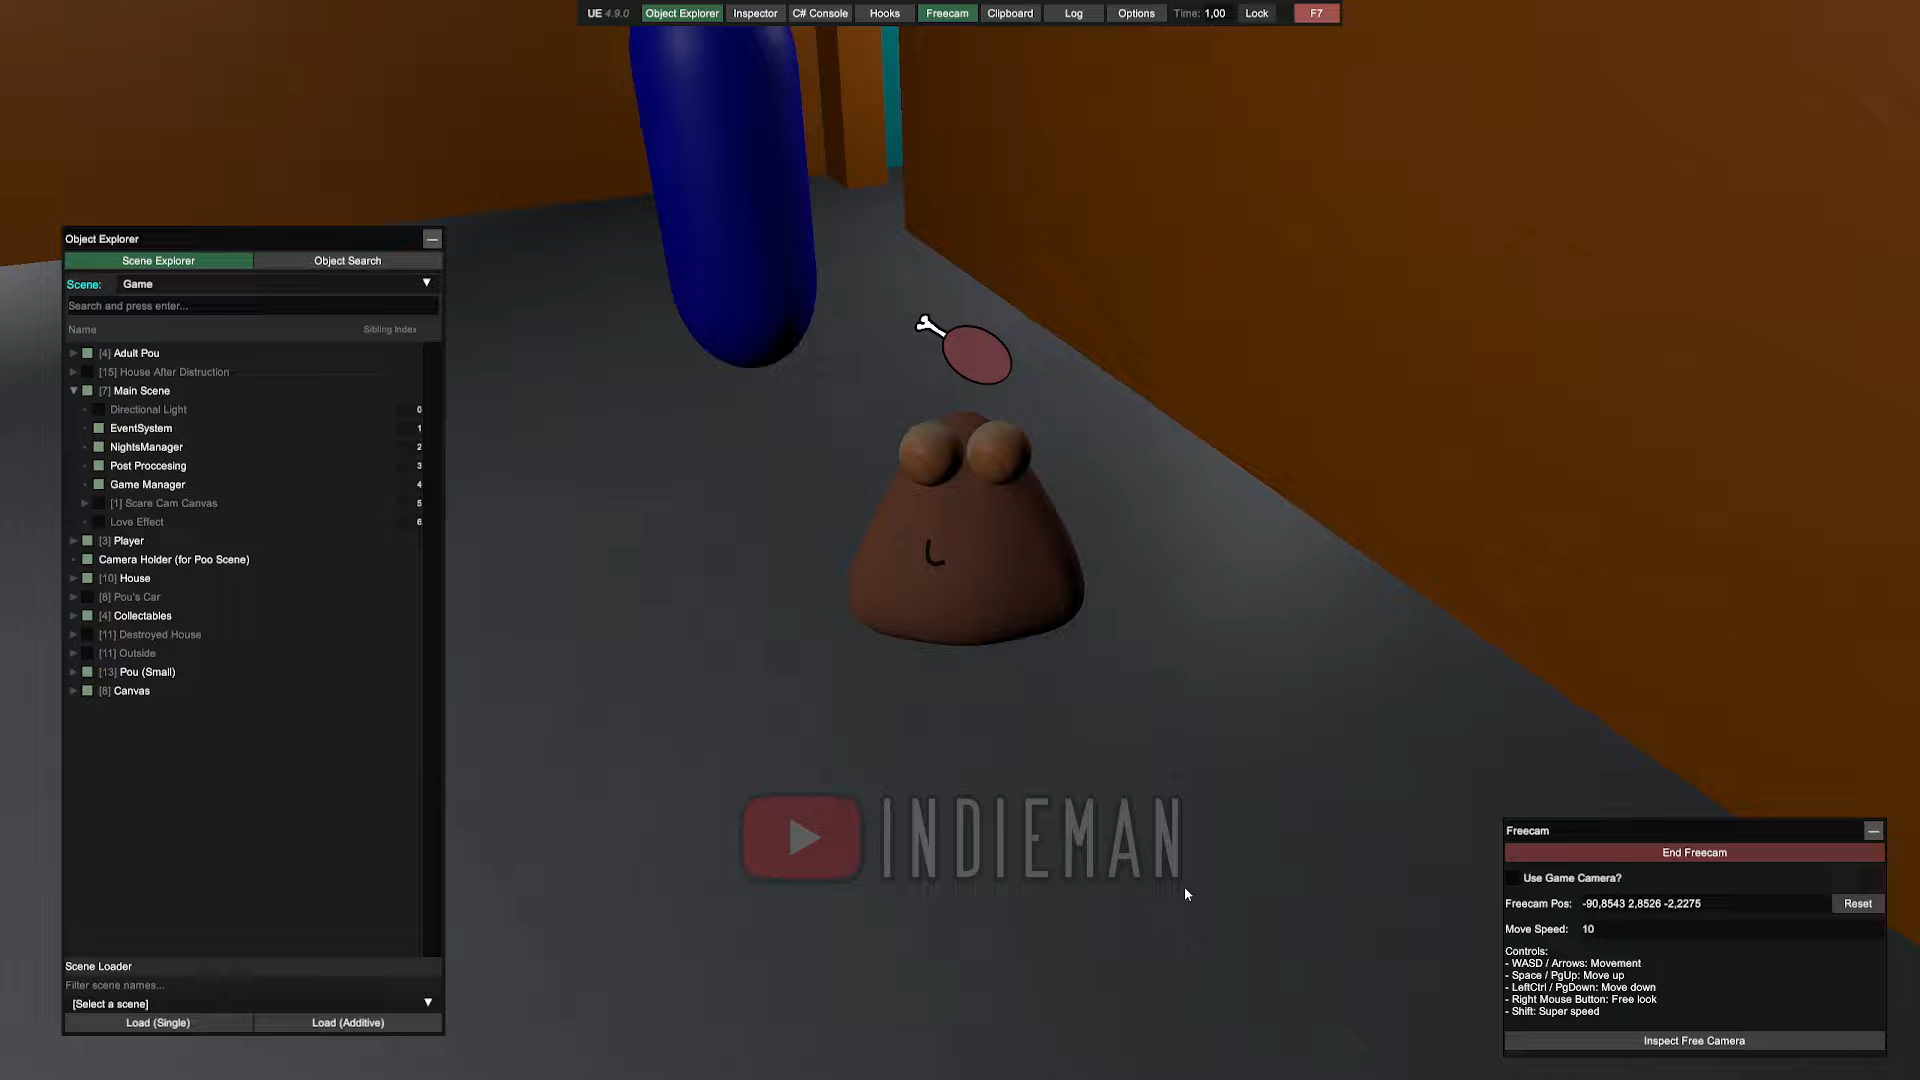 UE 4.9.0 Object Explorer Inspector C# Console Hooks Freecam Clipboard Log Options Time: 1,00 Lock F7
Object Explorer —
Scene Explorer Object Search
Scene: Game ▼
Search and press enter...
Name Sibling Index
► [4] Adult Pou
► [15] House After Distruction
▼ [7] Main Scene
Directional Light 0
EventSystem 1
NightsManager 2
Post Proccesing 3
Game Manager 4
► [1] Scare Cam Canvas 5
Love Effect 6
► [3] Player
Camera Holder (for Poo Scene)
► [10] House
► [8] Pou's Car
► [4] Collectables
► [11] Destroyed House
► [11] Outside
► [13] Pou (Small)
► [8] Canvas
Scene Loader
Filter scene names...
[Select a scene] ▼
Load (Single) Load (Additive)
INDIEMAN
Freecam —
End Freecam
Use Game Camera?
Freecam Pos: -90,8543 2,8526 -2,2275 Reset
Move Speed: 10
Controls:
- WASD / Arrows: Movement
- Space / PgUp: Move up
- LeftCtrl / PgDown: Move down
- Right Mouse Button: Free look
- Shift: Super speed
Inspect Free Camera